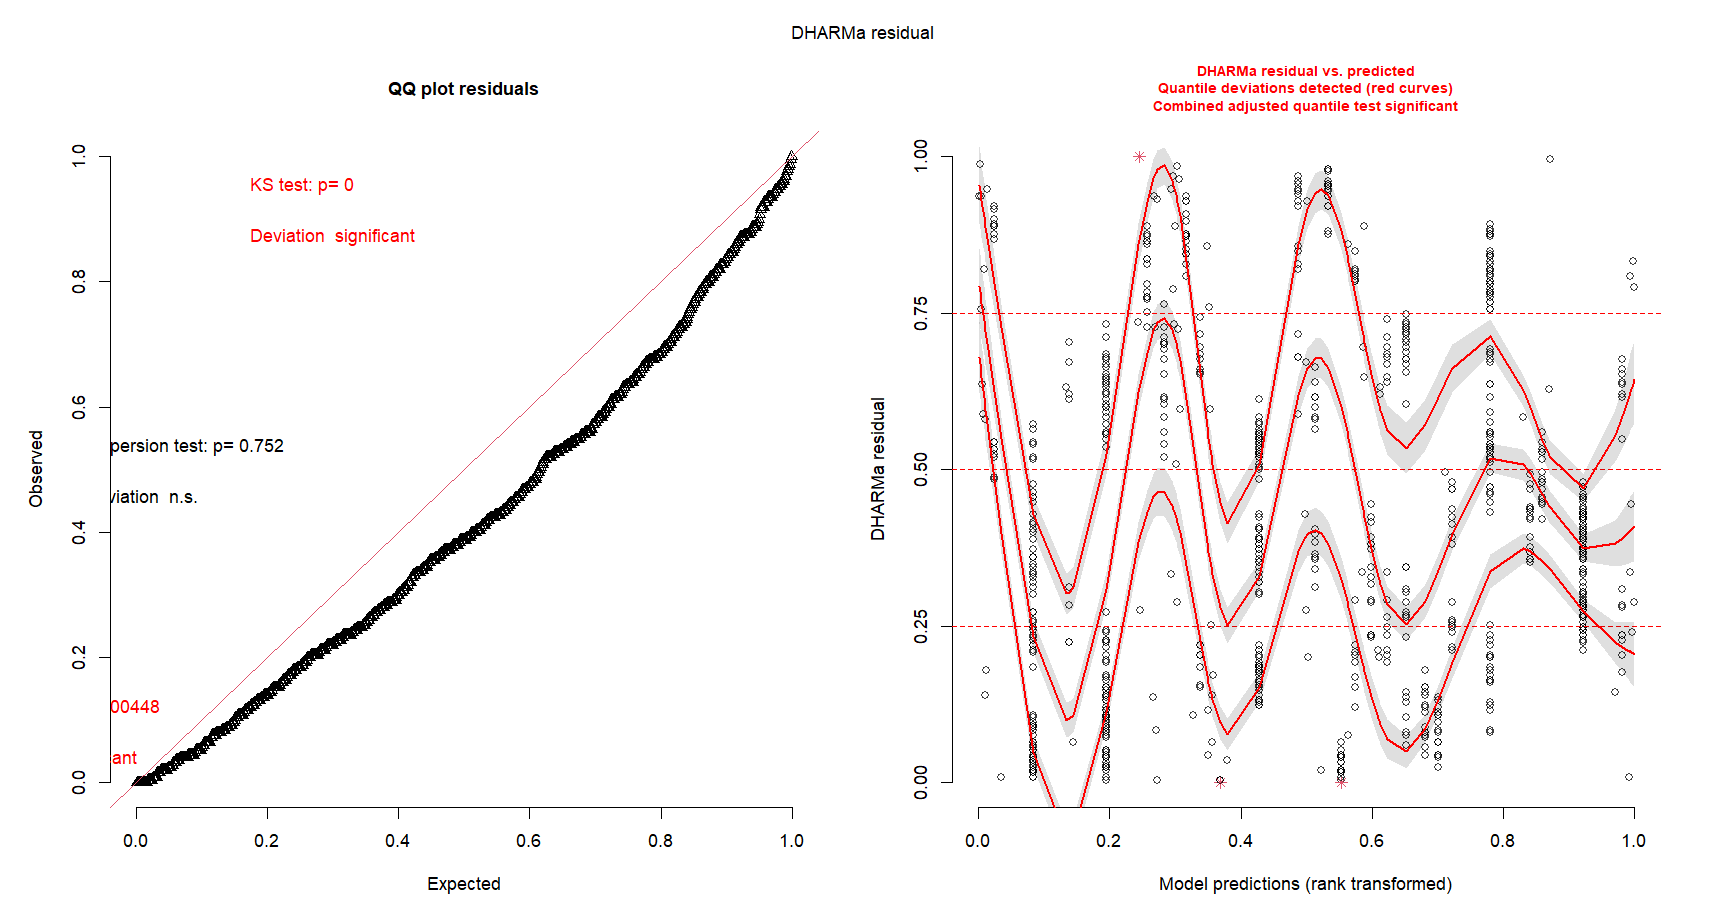 DHARMa residual
QQ plot residuals
KS test: p= 0
Deviation  significant
persion test: p= 0.752
viation  n.s.
00448
ant
Observed
0.0 0.2 0.4 0.6 0.8 1.0
0.0 0.2 0.4 0.6 0.8 1.0
Expected
DHARMa residual vs. predicted
Quantile deviations detected (red curves)
Combined adjusted quantile test significant
DHARMa residual
0.00 0.25 0.50 0.75 1.00
0.0 0.2 0.4 0.6 0.8 1.0
Model predictions (rank transformed)